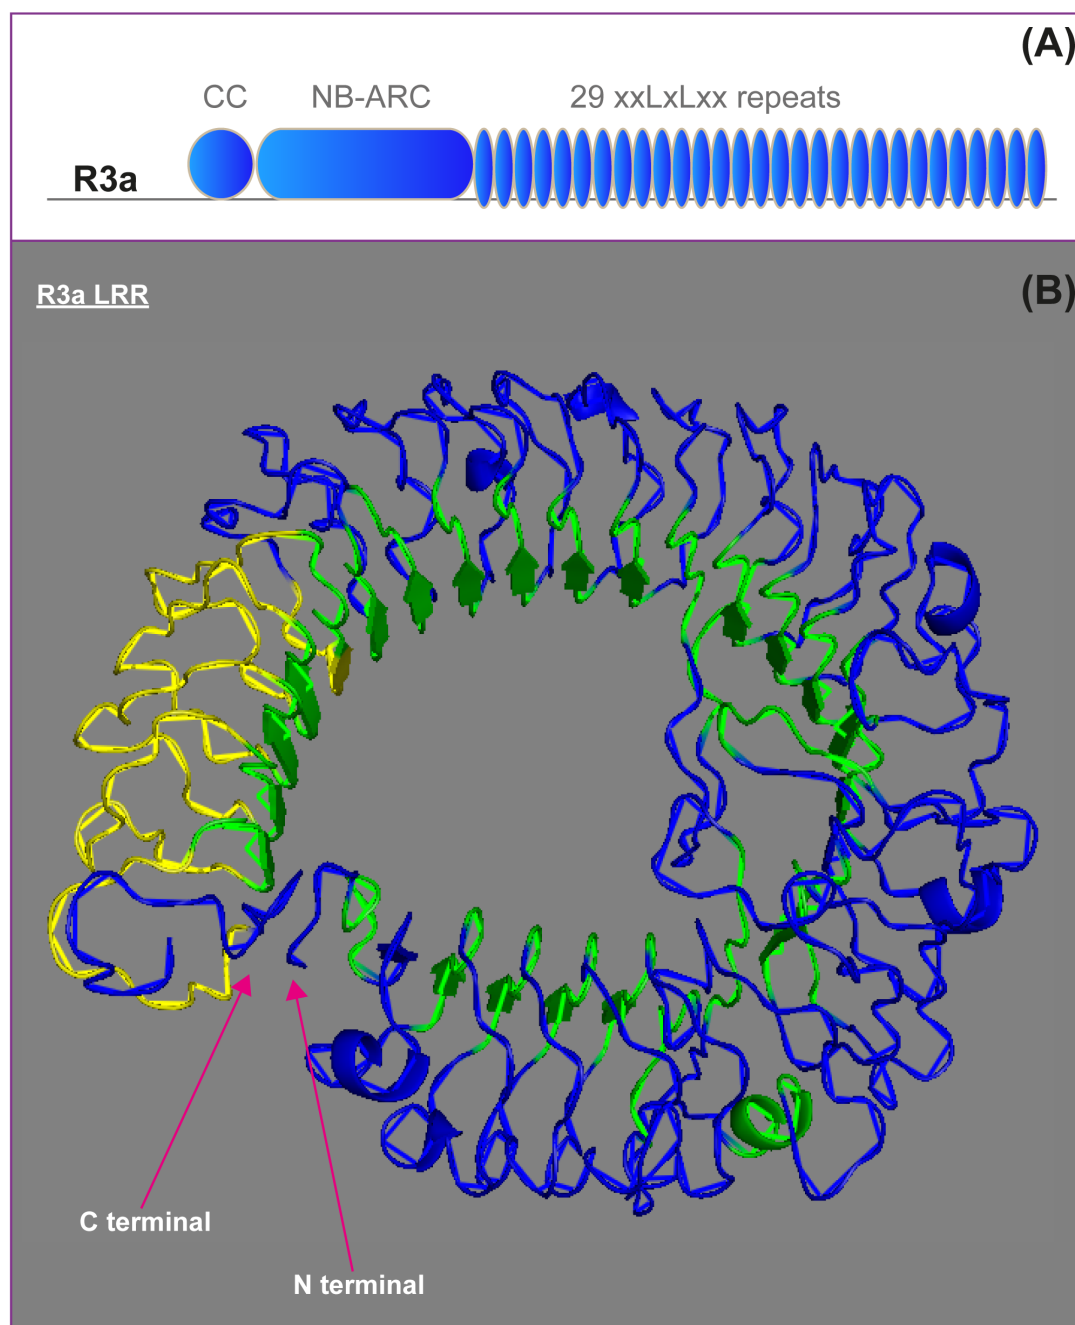 (A)
CC
NB-ARC
29 xxLxLxx repeats
R3a
(B)
R3a LRR
C terminal
N terminal